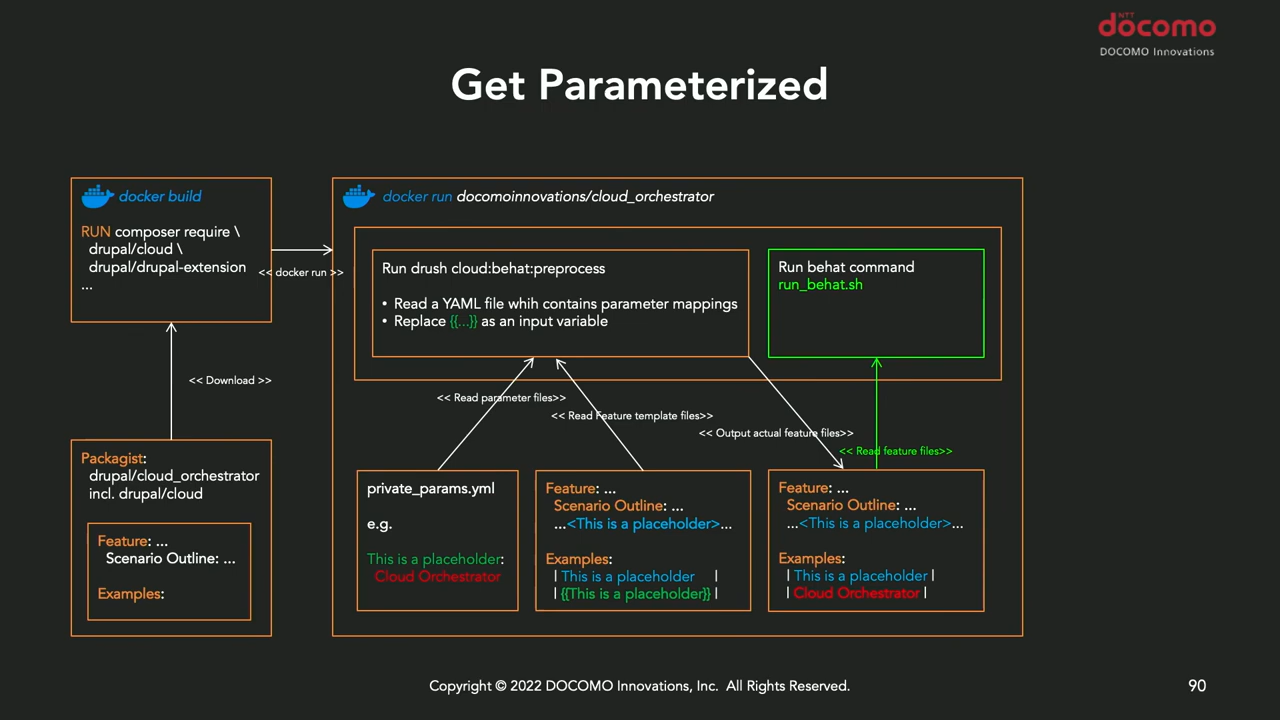 NTT
döcomo
DOCOMO Innovations
Get Parameterized
docker build
RUN composer require \
drupal/cloud \
drupal/drupal-extension
...
<< docker run >>
<< Download >>
Packagist:
drupal/cloud_orchestrator
incl. drupal/cloud
Feature: ...
Scenario Outline: ...
Examples:
docker run docomoinnovations/cloud_orchestrator
Run drush cloud:behat:preprocess
• Read a YAML file whih contains parameter mappings
• Replace {{...}} as an input variable
Run behat command
run_behat.sh
<< Read parameter files>>
<< Read Feature template files>>
<< Output actual feature files>>
<< Read feature files>>
private_params.yml
e.g.
This is a placeholder:
Cloud Orchestrator
Feature: ...
Scenario Outline: ...
...<This is a placeholder>...
Examples:
| This is a placeholder |
| {{This is a placeholder}} |
Feature: ...
Scenario Outline: ...
...<This is a placeholder>...
Examples:
| This is a placeholder |
| Cloud Orchestrator |
Copyright © 2022 DOCOMO Innovations, Inc. All Rights Reserved.
90